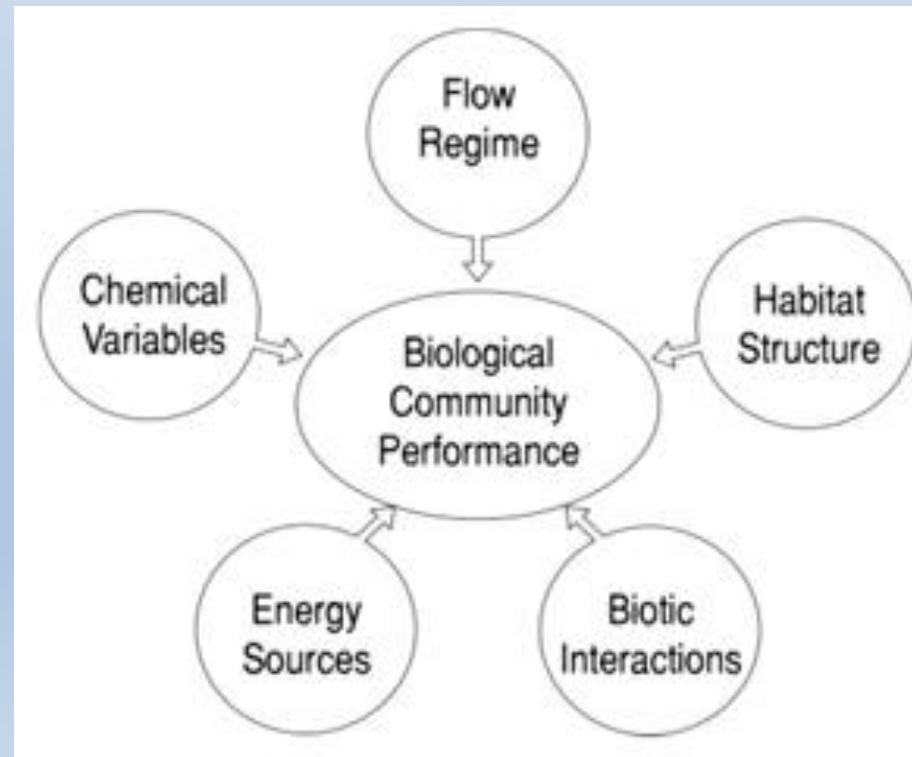 Flow
Regime
Chemical
Variables
Habitat
Structure
Biological
Community
Performance
Energy
Sources
Biotic
Interactions